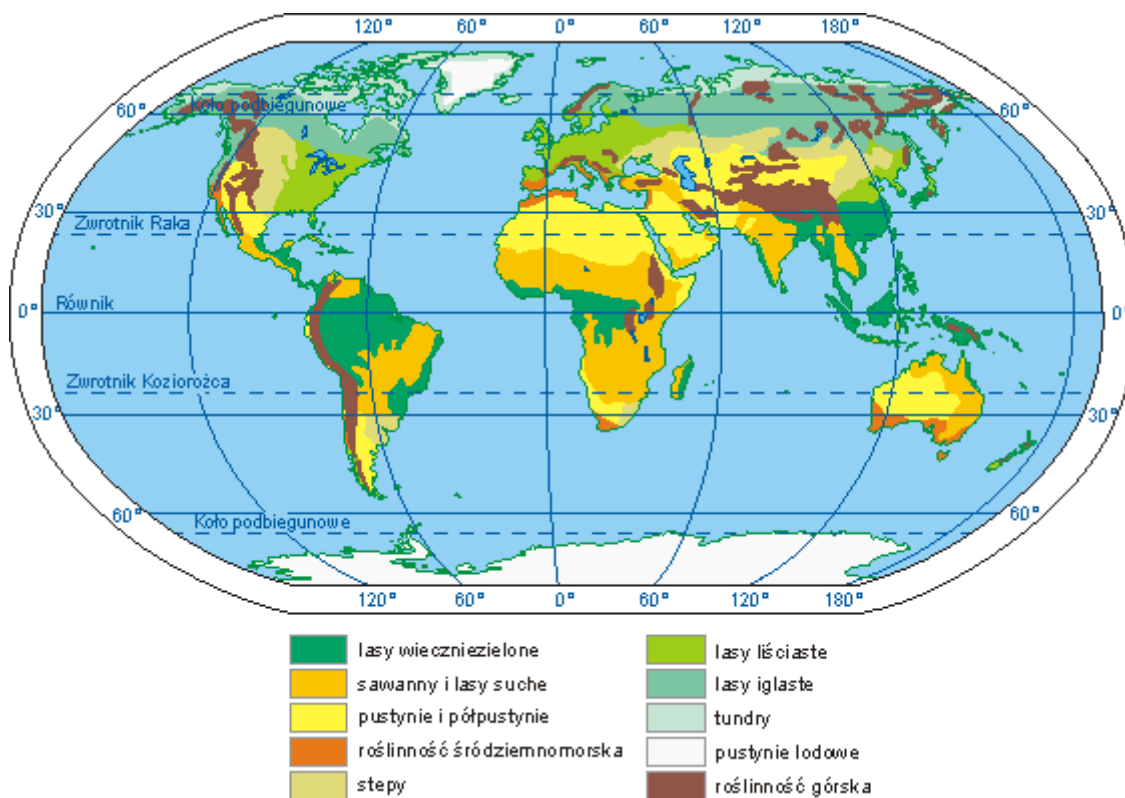 120° 60° 0° 60° 120° 180°
60° Koło podbiegunowe 60°
30° Zwrotnik Raka 30°
0° Równik 0°
Zwrotnik Koziorożca
30° 30°
60° Koło podbiegunowe 60°
120° 60° 0° 60° 120° 180°
lasy wieczniezielone
sawanny i lasy suche
pustynie i półpustynie
roślinność śródziemnomorska
stepy
lasy liściaste
lasy iglaste
tundry
pustynie lodowe
roślinność górska